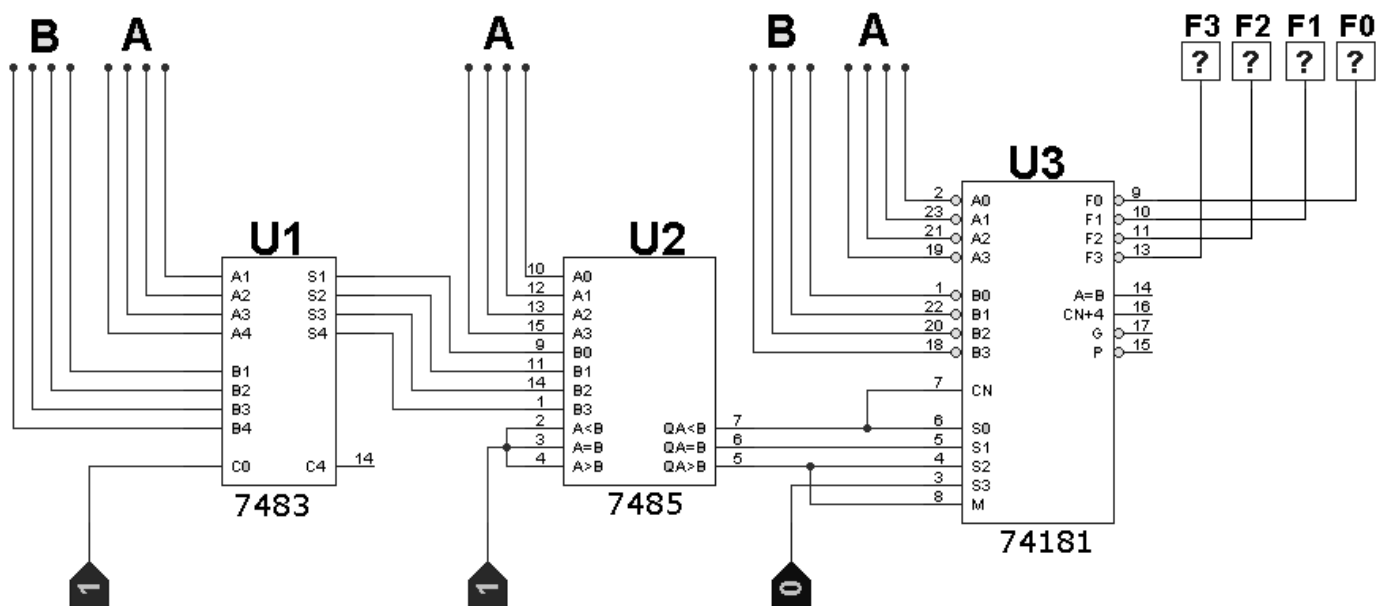 B A A B A F3 F2 F1 F0
? ? ? ?
U3
2 A0 F0 9
23 A1 F1 10
21 A2 F2 11
19 A3 F3 13
1 B0 A=B 14
22 B1 CN+4 16
20 B2 G 17
18 B3 P 15
7 CN
6 S0
5 S1
4 S2
3 S3
8 M
74181
U1
A1 S1
A2 S2
A3 S3
A4 S4
B1
B2
B3
B4
C0 C4 14
7483
U2
10 A0
12 A1
13 A2
15 A3
9 B0
11 B1
14 B2
1 B3
2 A<B QA<B 7
3 A=B QA=B 6
4 A>B QA>B 5
7485
1 1 0